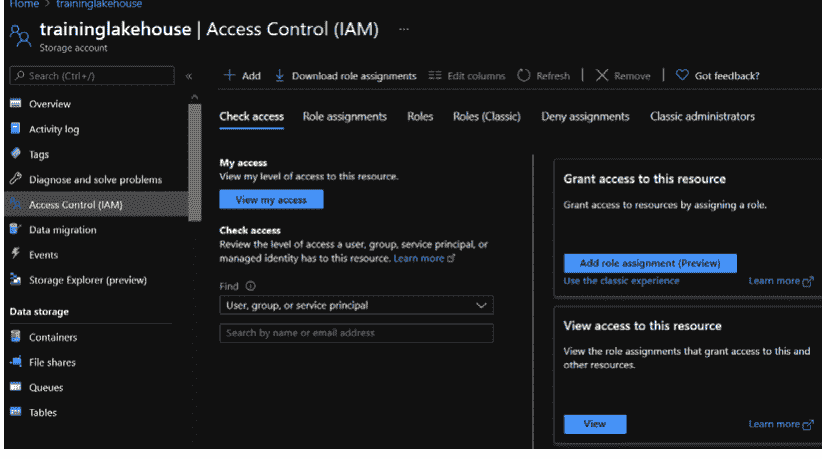 Home > traininglakehouse
traininglakehouse | Access Control (IAM) ...
Storage account
Search (Ctrl+/)
«
Add
Download role assignments
Edit columns
Refresh
Remove
Got feedback?
Overview
Activity log
Tags
Diagnose and solve problems
Access Control (IAM)
Data migration
Events
Storage Explorer (preview)
Data storage
Containers
File shares
Queues
Tables
Check access
Role assignments
Roles
Roles (Classic)
Deny assignments
Classic administrators
My access
View my level of access to this resource.
View my access
Check access
Review the level of access a user, group, service principal, or
managed identity has to this resource. Learn more
Find
User, group, or service principal
Search by name or email address
Grant access to this resource
Grant access to resources by assigning a role.
Add role assignment (Preview)
Use the classic experience
Learn more
View access to this resource
View the role assignments that grant access to this and
other resources.
View
Learn more